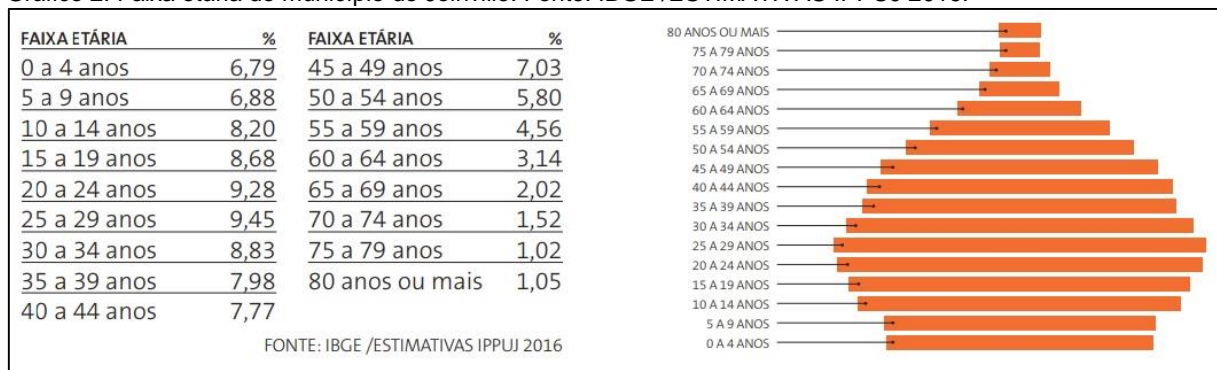 FAIXA ETÁRIA %
0 a 4 anos 6,79
5 a 9 anos 6,88
10 a 14 anos 8,20
15 a 19 anos 8,68
20 a 24 anos 9,28
25 a 29 anos 9,45
30 a 34 anos 8,83
35 a 39 anos 7,98
40 a 44 anos 7,77
FAIXA ETÁRIA %
45 a 49 anos 7,03
50 a 54 anos 5,80
55 a 59 anos 4,56
60 a 64 anos 3,14
65 a 69 anos 2,02
70 a 74 anos 1,52
75 a 79 anos 1,02
80 anos ou mais 1,05
FONTE: IBGE /ESTIMATIVAS IPPUJ 2016
80 ANOS OU MAIS
75 A 79 ANOS
70 A 74 ANOS
65 A 69 ANOS
60 A 64 ANOS
55 A 59 ANOS
50 A 54 ANOS
45 A 49 ANOS
40 A 44 ANOS
35 A 39 ANOS
30 A 34 ANOS
25 A 29 ANOS
20 A 24 ANOS
15 A 19 ANOS
10 A 14 ANOS
5 A 9 ANOS
0 A 4 ANOS